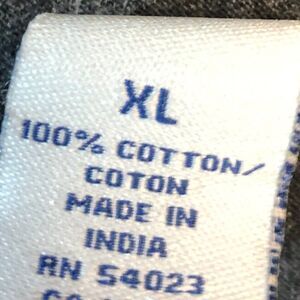 XL
100% COTTON/
COTON
MADE IN
INDIA
RN 54023